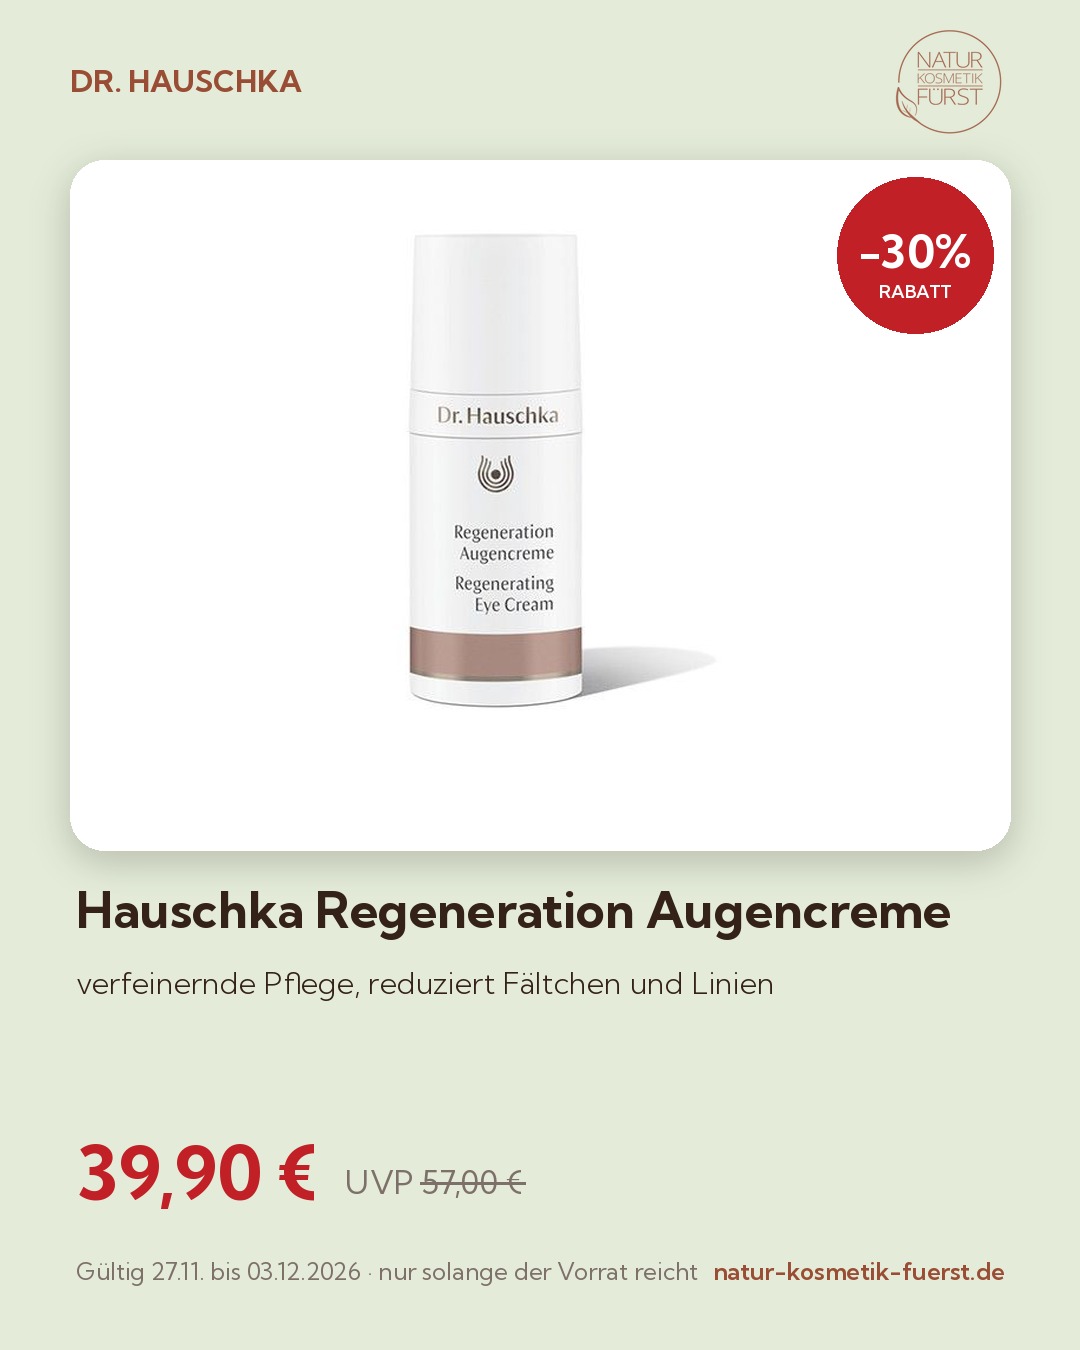 DR. HAUSCHKA
NATUR
KOSMETIK
FÜRST
-30%
RABATT
Dr. Hauschka
Regeneration
Augencreme
Regenerating
Eye Cream
Hauschka Regeneration Augencreme
verfeinernde Pflege, reduziert Fältchen und Linien
39,90 € UVP 57,00 €
Gültig 27.11. bis 03.12.2026 · nur solange der Vorrat reicht natur-kosmetik-fuerst.de